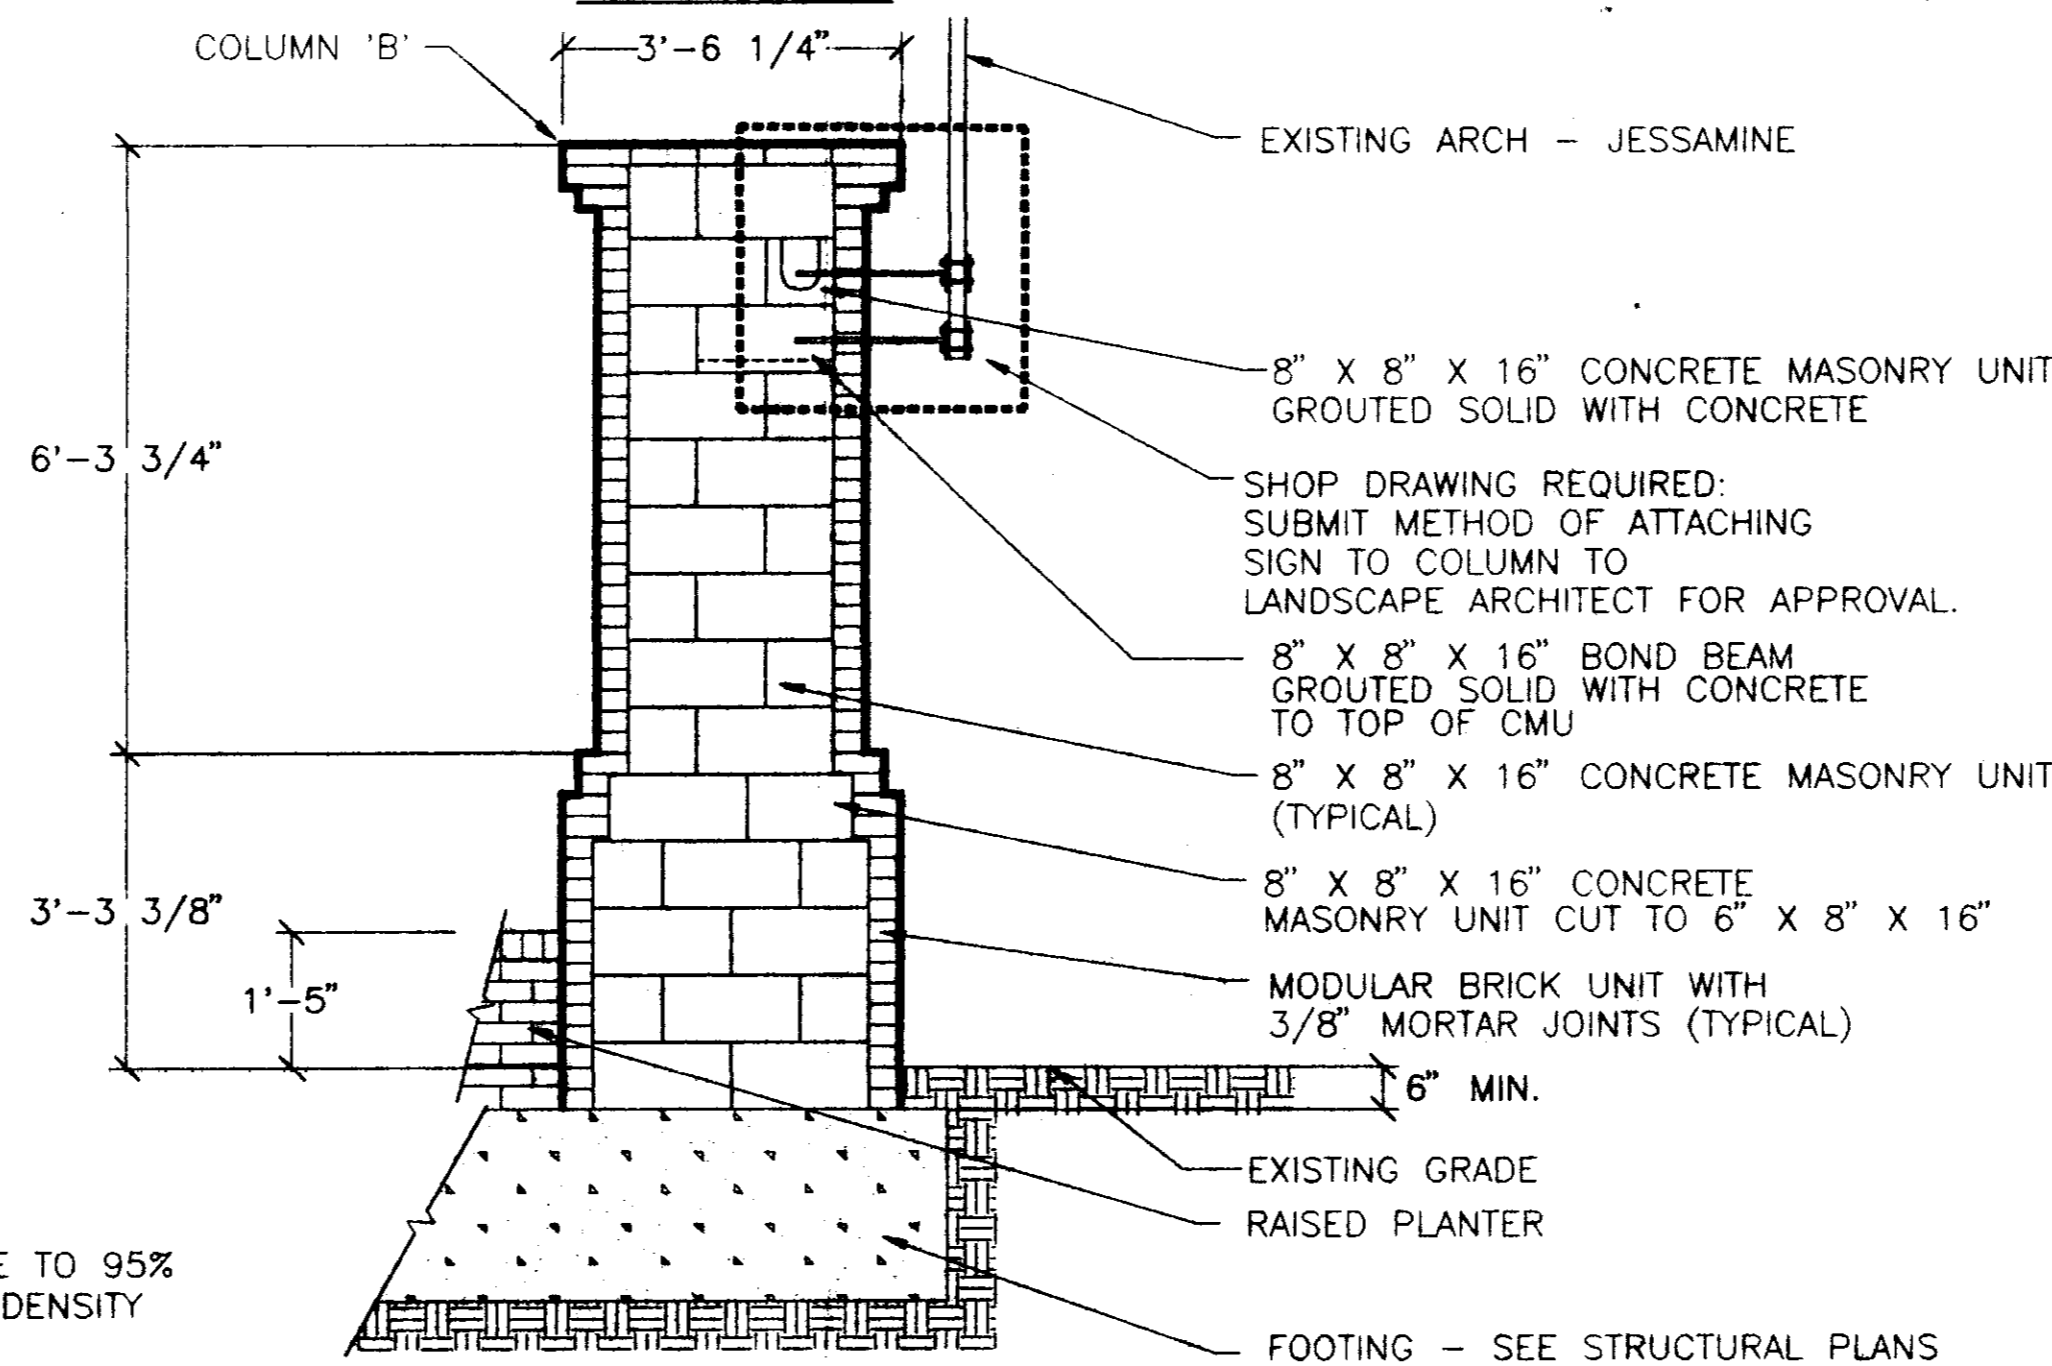 COLUMN 'B'
3'-6 1/4"
EXISTING ARCH - JESSAMINE
8" X 8" X 16" CONCRETE MASONRY UNIT
GROUTED SOLID WITH CONCRETE
6'-3 3/4"
SHOP DRAWING REQUIRED:
SUBMIT METHOD OF ATTACHING
SIGN TO COLUMN TO
LANDSCAPE ARCHITECT FOR APPROVAL.
8" X 8" X 16" BOND BEAM
GROUTED SOLID WITH CONCRETE
TO TOP OF CMU
8" X 8" X 16" CONCRETE MASONRY UNIT
(TYPICAL)
8" X 8" X 16" CONCRETE
MASONRY UNIT CUT TO 6" X 8" X 16"
3'-3 3/8"
1'-5"
MODULAR BRICK UNIT WITH
3/8" MORTAR JOINTS (TYPICAL)
6" MIN.
EXISTING GRADE
RAISED PLANTER
TO 95%
DENSITY
FOOTING - SEE STRUCTURAL PLANS